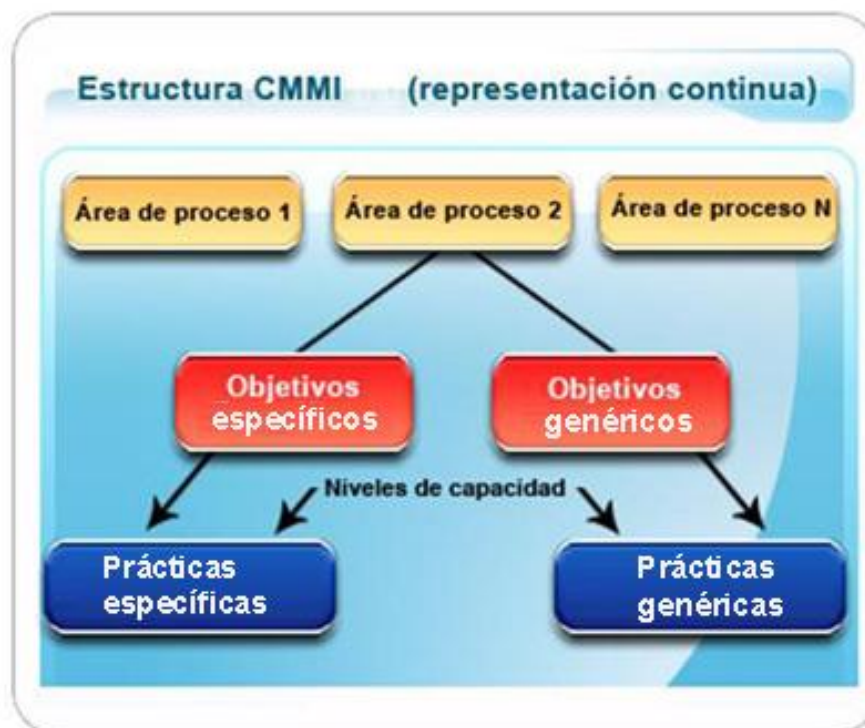 Estructura CMMI (representación continua)
Área de proceso 1
Área de proceso 2
Área de proceso N
Objetivos
específicos
Objetivos
genéricos
Niveles de capacidad
Prácticas
específicas
Prácticas
genéricas